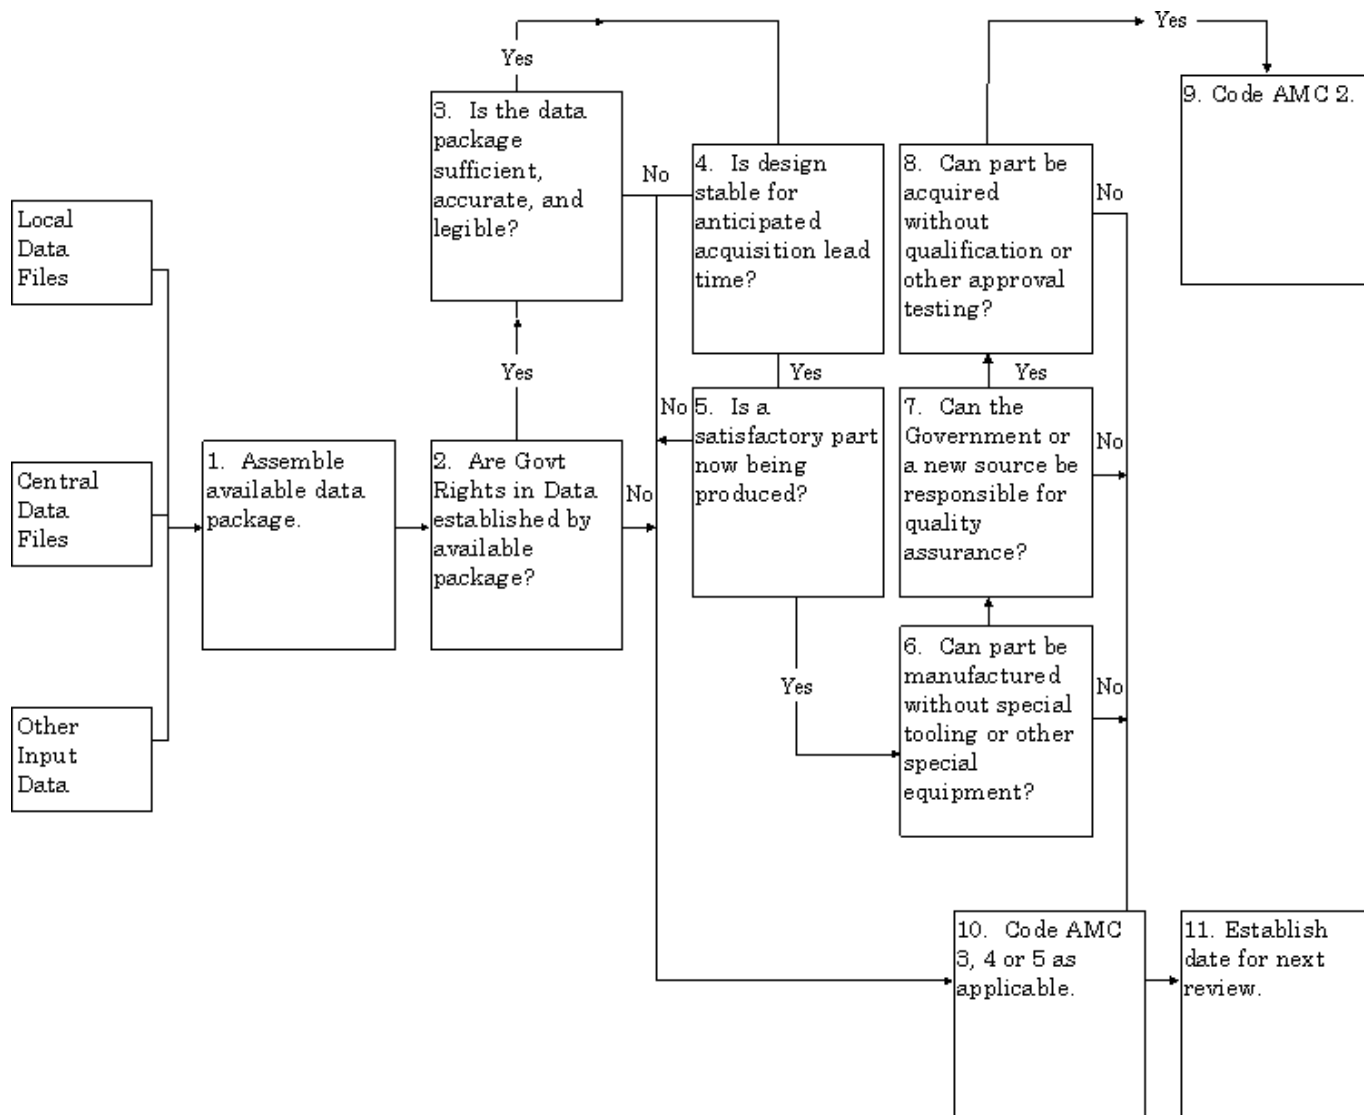 Local
Data
Files
Central
Data
Files
Other
Input
Data
1. Assemble
available data
package.
2. Are Govt
Rights in Data
established by
available
package?
No
Yes
3. Is the data
package
sufficient,
accurate, and
legible?
Yes
No
4. Is design
stable for
anticipated
acquisition lead
time?
Yes
No
5. Is a
satisfactory part
now being
produced?
Yes
6. Can part be
manufactured
without special
tooling or other
special
equipment?
No
7. Can the
Government or
a new source be
responsible for
quality
assurance?
No
Yes
8. Can part be
acquired
without
qualification or
other approval
testing?
No
Yes
9. Code AMC 2.
10. Code AMC
3, 4 or 5 as
applicable.
11. Establish
date for next
review.